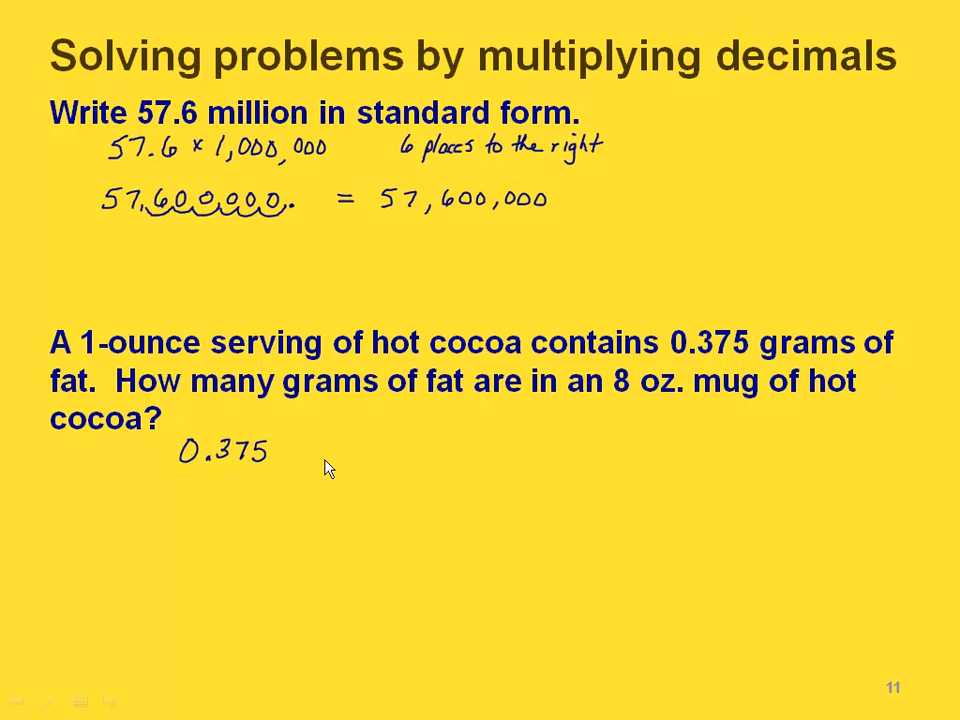 Solving problems by multiplying decimals
Write 57.6 million in standard form.
57.6 × 1,000,000 6 places to the right
57,600000. = 57,600,000
A 1-ounce serving of hot cocoa contains 0.375 grams of
fat. How many grams of fat are in an 8 oz. mug of hot
cocoa?
0.375
11